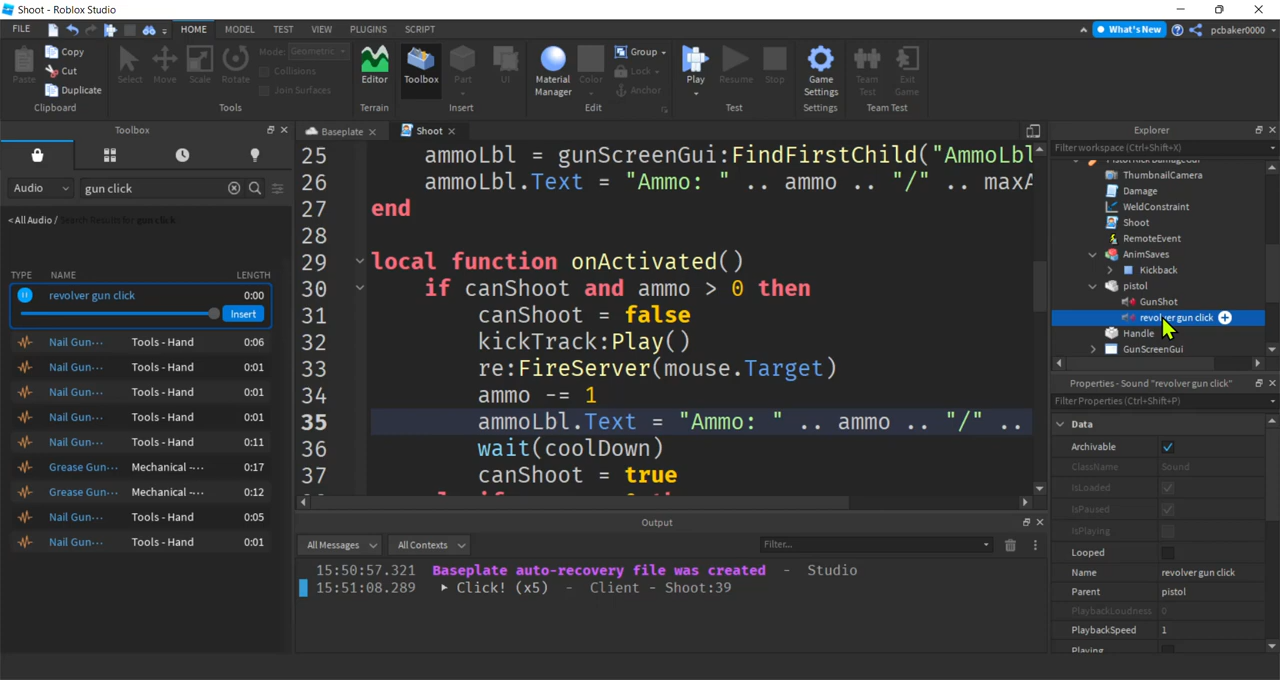 Shoot - Roblox Studio
FILE HOME MODEL TEST VIEW PLUGINS SCRIPT What's New pcbaker0000
Paste Copy Cut Duplicate Clipboard
Select Move Scale Rotate Mode: Geometric Collisions Join Surfaces Tools
Editor Terrain
Toolbox Part UI Insert
Material Manager Color Group Lock Anchor Edit
Play Resume Stop Test
Game Settings Settings
Team Test Exit Game Team Test
Toolbox
Audio gun click
< All Audio / Search Results for gun click
TYPE NAME LENGTH
revolver gun click 0:00
Insert
Nail Gun··· Tools - Hand 0:06
Nail Gun··· Tools - Hand 0:01
Nail Gun··· Tools - Hand 0:01
Nail Gun··· Tools - Hand 0:01
Nail Gun··· Tools - Hand 0:11
Grease Gun··· Mechanical -··· 0:17
Grease Gun··· Mechanical -··· 0:12
Nail Gun··· Tools - Hand 0:05
Nail Gun··· Tools - Hand 0:01
Baseplate Shoot
25 ammoLbl = gunScreenGui:FindFirstChild("AmmoLbl
26 ammoLbl.Text = "Ammo: " .. ammo .. "/" .. maxA
27 end
28
29 local function onActivated()
30 if canShoot and ammo > 0 then
31 canShoot = false
32 kickTrack:Play()
33 re:FireServer(mouse.Target)
34 ammo -= 1
35 ammoLbl.Text = "Ammo: " .. ammo .. "/" ..
36 wait(coolDown)
37 canShoot = true
Output
All Messages All Contexts Filter...
15:50:57.321 Baseplate auto-recovery file was created - Studio
15:51:08.289 Click! (x5) - Client - Shoot:39
Explorer
Filter workspace (Ctrl+Shift+X)
ThumbnailCamera
Damage
WeldConstraint
Shoot
RemoteEvent
AnimSaves
Kickback
pistol
GunShot
revolver gun click
Handle
GunScreenGui
Properties - Sound "revolver gun click"
Filter Properties (Ctrl+Shift+P)
Data
Archivable
ClassName Sound
IsLoaded
IsPaused
IsPlaying
Looped
Name revolver gun click
Parent pistol
PlaybackLoudness 0
PlaybackSpeed 1
Playing